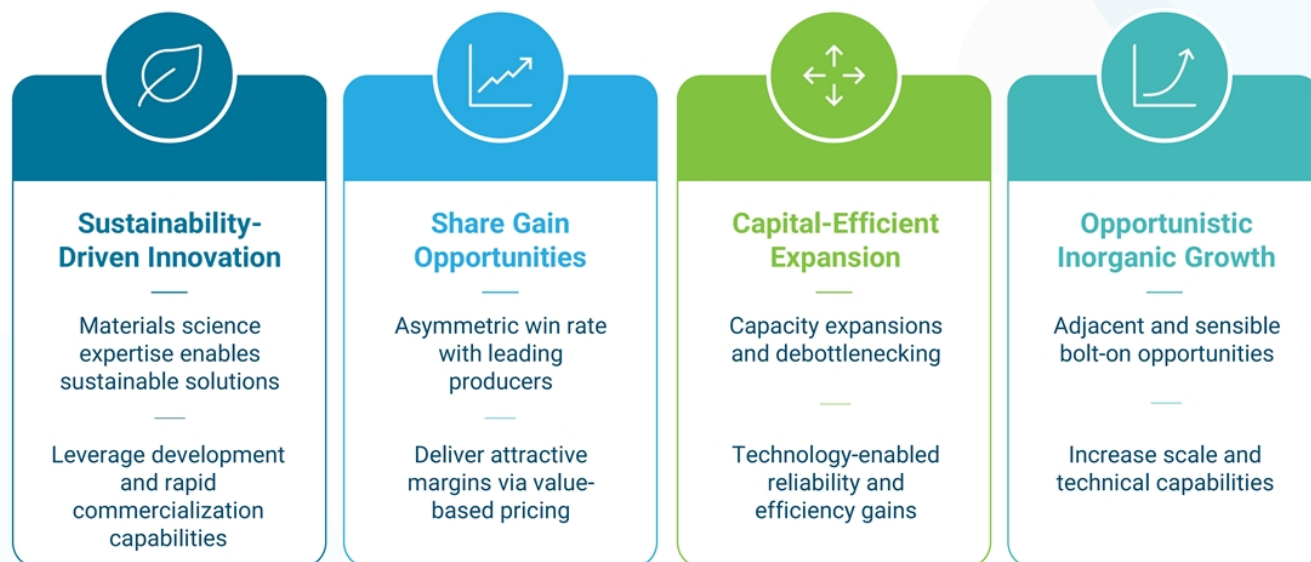 Sustainability-
Driven Innovation
Materials science
expertise enables
sustainable solutions
Leverage development
and rapid
commercialization
capabilities
Share Gain
Opportunities
Asymmetric win rate
with leading
producers
Deliver attractive
margins via value-
based pricing
Capital-Efficient
Expansion
Capacity expansions
and debottlenecking
Technology-enabled
reliability and
efficiency gains
Opportunistic
Inorganic Growth
Adjacent and sensible
bolt-on opportunities
Increase scale and
technical capabilities